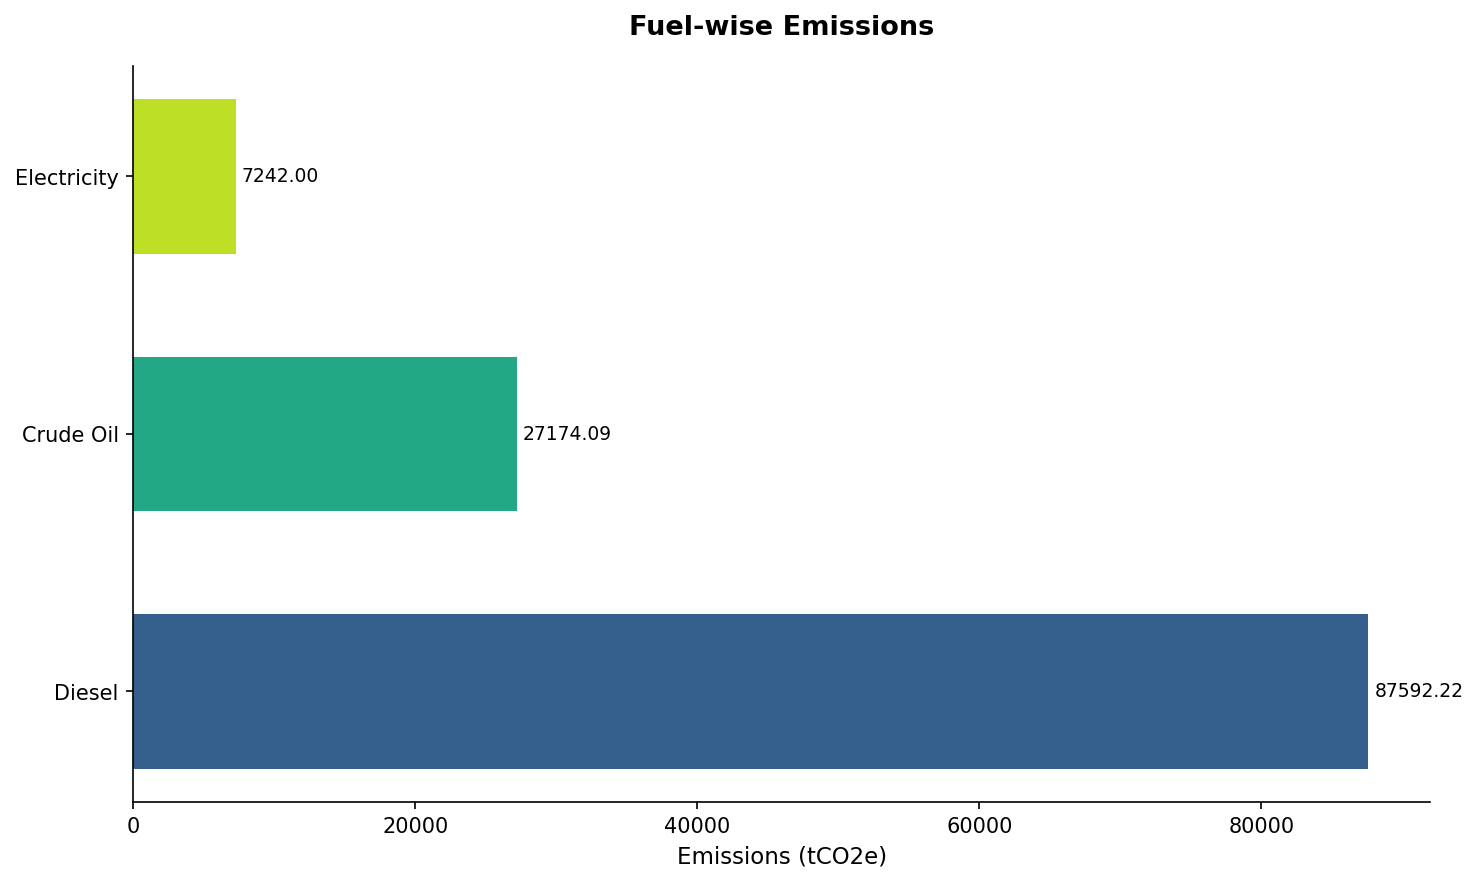 Fuel-wise Emissions
Electricity
7242.00
Crude Oil
27174.09
Diesel
87592.22
0 20000 40000 60000 80000
Emissions (tCO2e)